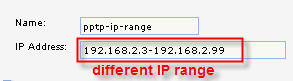 Name: pptp-ip-range
IP Address: 192.168.2.3-192.168.2.99
different IP range